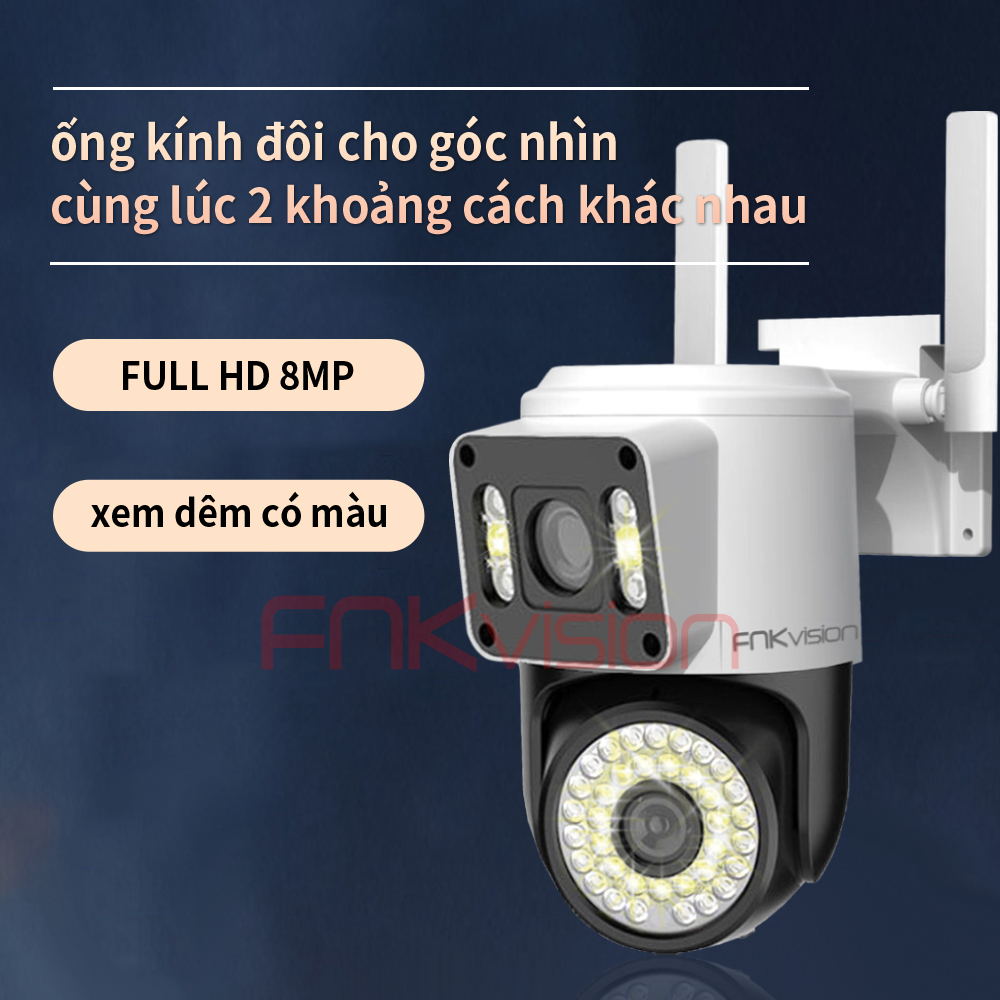 ống kính đôi cho góc nhìn
cùng lúc 2 khoảng cách khác nhau
FULL HD 8MP
xem dêm có màu
FNKvision
FNKvision